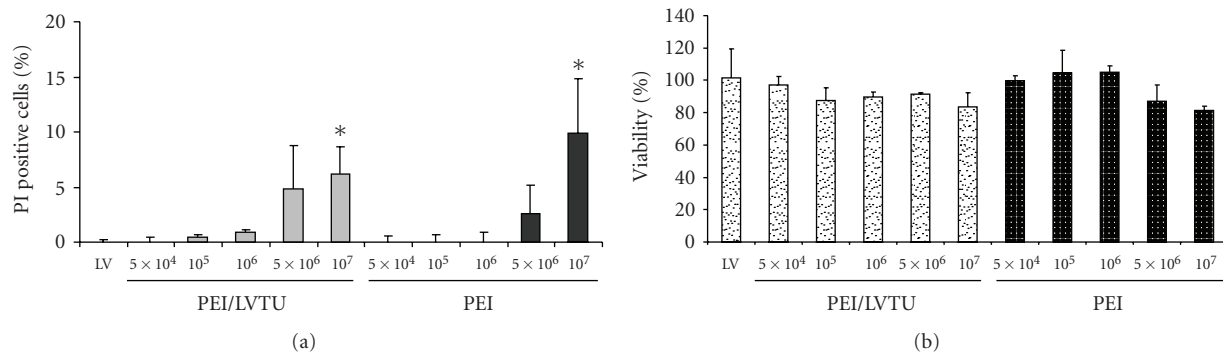 20
15
10
5
0
PI positive cells (%)
*
*
LV
5 × 10⁴
10⁵
10⁶
5 × 10⁶
10⁷
5 × 10⁴
10⁵
10⁶
5 × 10⁶
10⁷
PEI/LVTU
PEI
(a)
140
120
100
80
60
40
20
0
Viability (%)
LV
5 × 10⁴
10⁵
10⁶
5 × 10⁶
10⁷
5 × 10⁴
10⁵
10⁶
5 × 10⁶
10⁷
PEI/LVTU
PEI
(b)